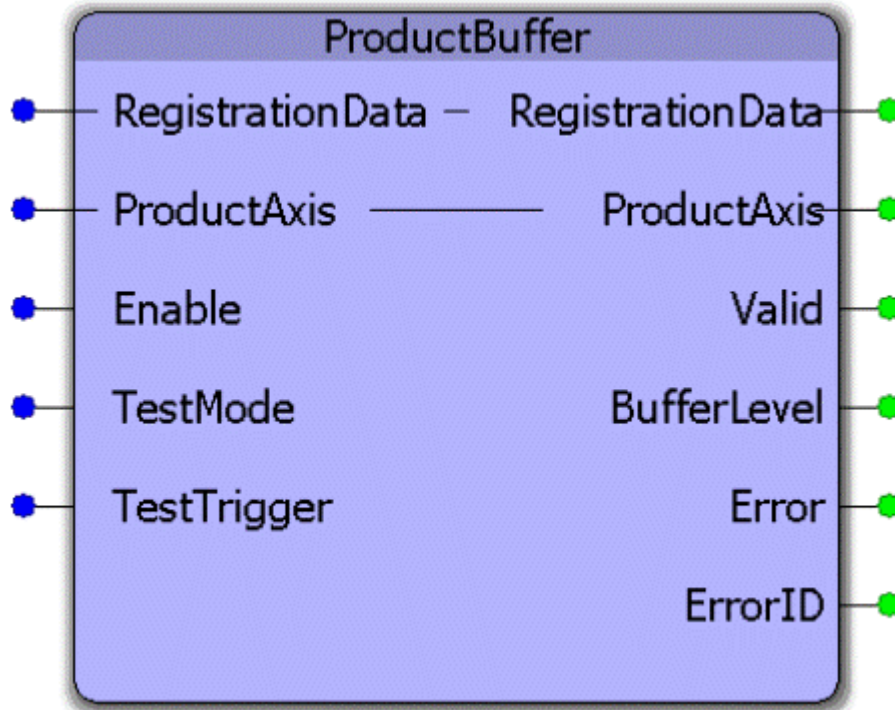 ProductBuffer
RegistrationData RegistrationData
ProductAxis ProductAxis
Enable Valid
TestMode BufferLevel
TestTrigger Error
ErrorID